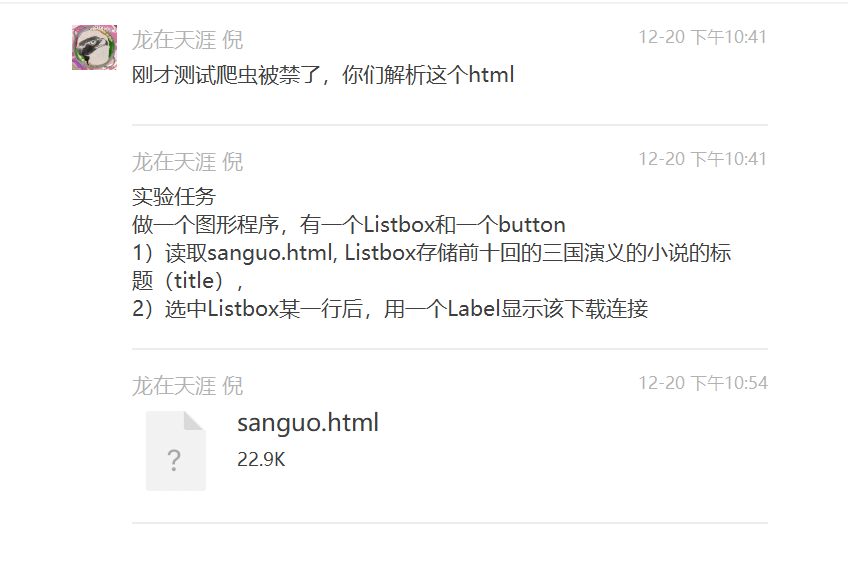 龙在天涯 倪
12-20 下午10:41
刚才测试爬虫被禁了，你们解析这个html
龙在天涯 倪
12-20 下午10:41
实验任务
做一个图形程序，有一个Listbox和一个button
1）读取sanguo.html, Listbox存储前十回的三国演义的小说的标
题（title），
2）选中Listbox某一行后，用一个Label显示该下载连接
龙在天涯 倪
12-20 下午10:54
sanguo.html
?
22.9K